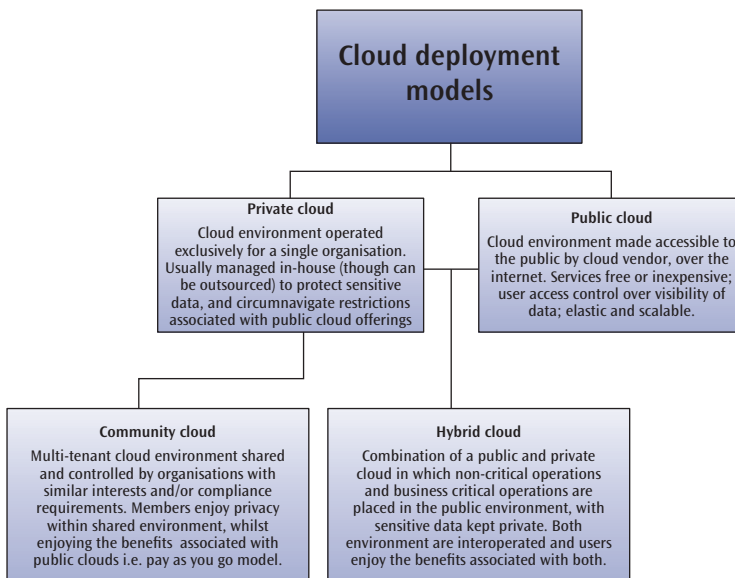 Cloud deployment
models
Private cloud
Cloud environment operated
exclusively for a single organisation.
Usually managed in-house (though can
be outsourced) to protect sensitive
data, and circumnavigate restrictions
associated with public cloud offerings
Public cloud
Cloud environment made accessible to
the public by cloud vendor, over the
internet. Services free or inexpensive;
user access control over visibility of
data; elastic and scalable.
Community cloud
Multi-tenant cloud environment shared
and controlled by organisations with
similar interests and/or compliance
requirements. Members enjoy privacy
within shared environment, whilst
enjoying the benefits associated with
public clouds i.e. pay as you go model.
Hybrid cloud
Combination of a public and private
cloud in which non-critical operations
and business critical operations are
placed in the public environment, with
sensitive data kept private. Both
environment are interoperated and users
enjoy the benefits associated with both.